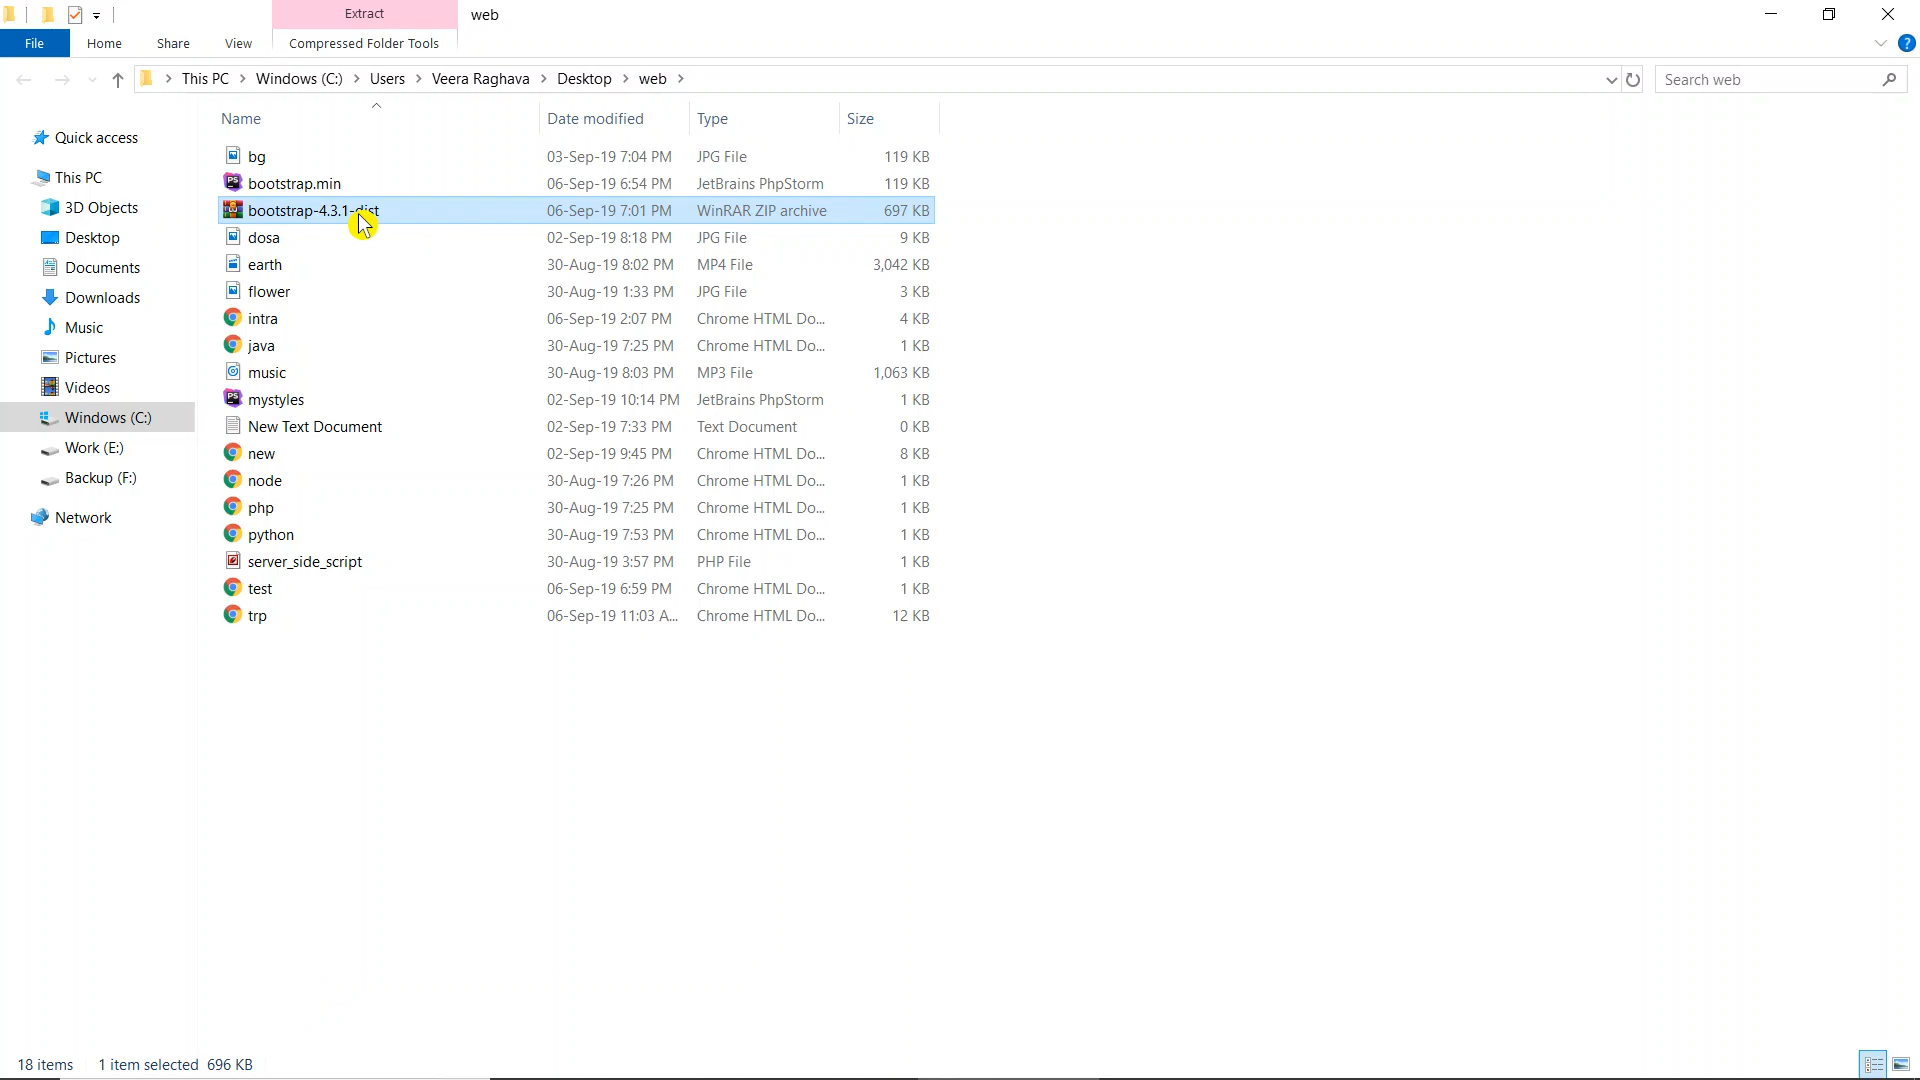 Extract
web
File
Home
Share
View
Compressed Folder Tools
?
This PC > Windows (C:) > Users > Veera Raghava > Desktop > web >
Search web
Name
Date modified
Type
Size
Quick access
This PC
3D Objects
Desktop
Documents
Downloads
Music
Pictures
Videos
Windows (C:)
Work (E:)
Backup (F:)
Network
bg 03-Sep-19 7:04 PM JPG File 119 KB
bootstrap.min 06-Sep-19 6:54 PM JetBrains PhpStorm 119 KB
bootstrap-4.3.1-dist 06-Sep-19 7:01 PM WinRAR ZIP archive 697 KB
dosa 02-Sep-19 8:18 PM JPG File 9 KB
earth 30-Aug-19 8:02 PM MP4 File 3,042 KB
flower 30-Aug-19 1:33 PM JPG File 3 KB
intra 06-Sep-19 2:07 PM Chrome HTML Do... 4 KB
java 30-Aug-19 7:25 PM Chrome HTML Do... 1 KB
music 30-Aug-19 8:03 PM MP3 File 1,063 KB
mystyles 02-Sep-19 10:14 PM JetBrains PhpStorm 1 KB
New Text Document 02-Sep-19 7:33 PM Text Document 0 KB
new 02-Sep-19 9:45 PM Chrome HTML Do... 8 KB
node 30-Aug-19 7:26 PM Chrome HTML Do... 1 KB
php 30-Aug-19 7:25 PM Chrome HTML Do... 1 KB
python 30-Aug-19 7:53 PM Chrome HTML Do... 1 KB
server_side_script 30-Aug-19 3:57 PM PHP File 1 KB
test 06-Sep-19 6:59 PM Chrome HTML Do... 1 KB
trp 06-Sep-19 11:03 A... Chrome HTML Do... 12 KB
18 items 1 item selected 696 KB